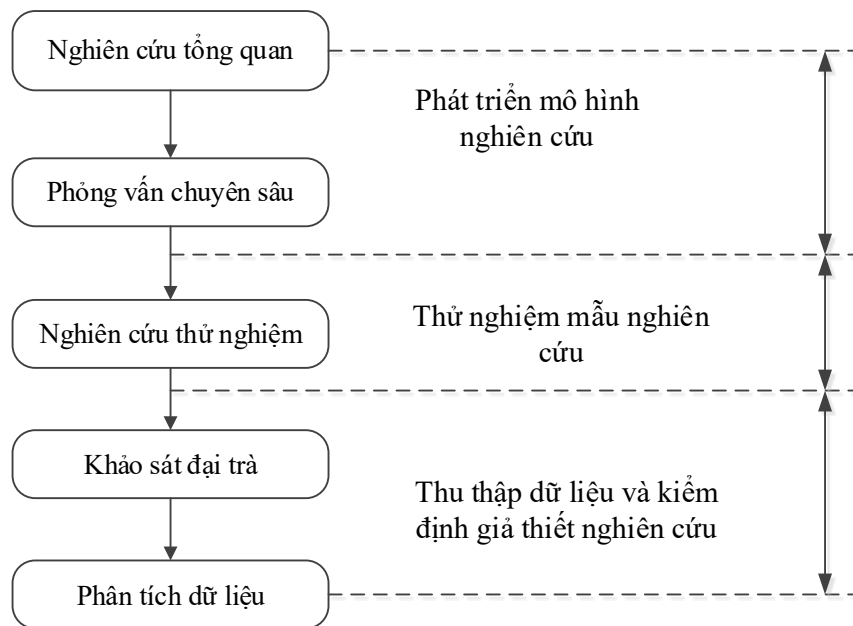 Nghiên cứu tổng quan
Phát triển mô hình
nghiên cứu
Phỏng vấn chuyên sâu
Nghiên cứu thử nghiệm
Thử nghiệm mẫu nghiên
cứu
Khảo sát đại trà
Thu thập dữ liệu và kiểm
định giả thiết nghiên cứu
Phân tích dữ liệu